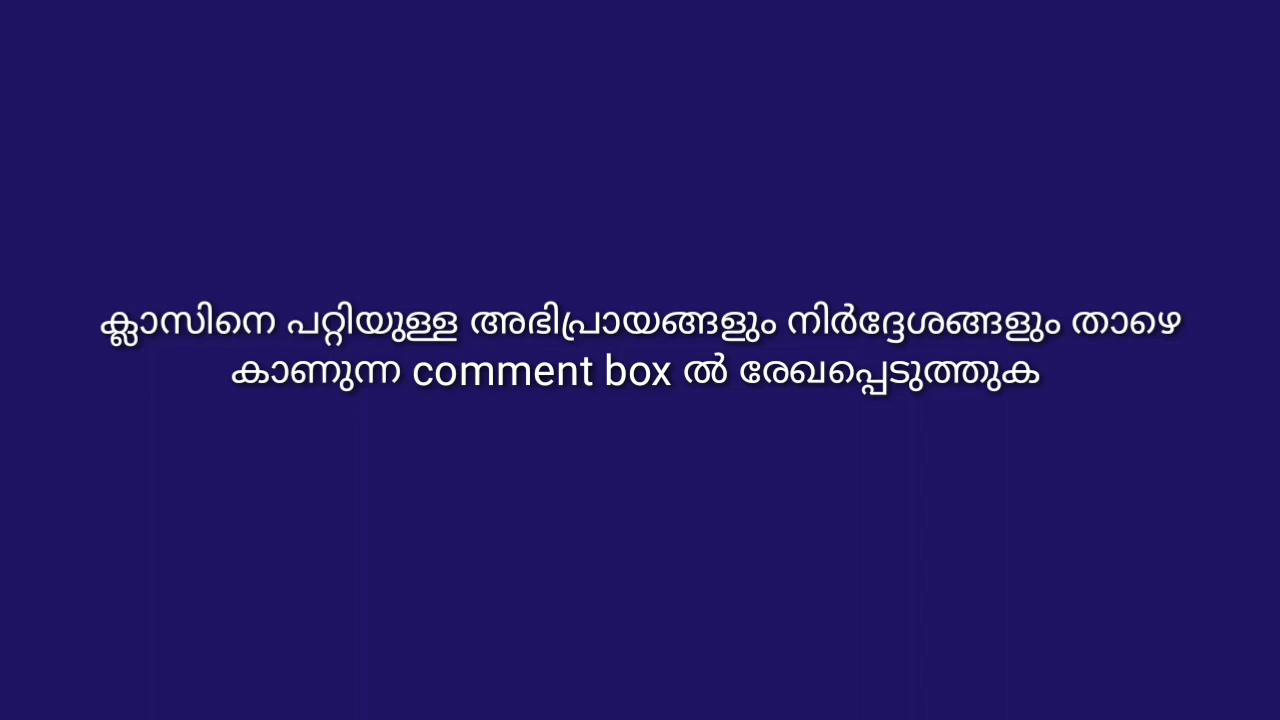 ക്ലാസിനെ പറ്റിയുള്ള അഭിപ്രായങ്ങളും നിർദ്ദേശങ്ങളും താഴെ
കാണുന്ന comment box ൽ രേഖപ്പെടുത്തുക